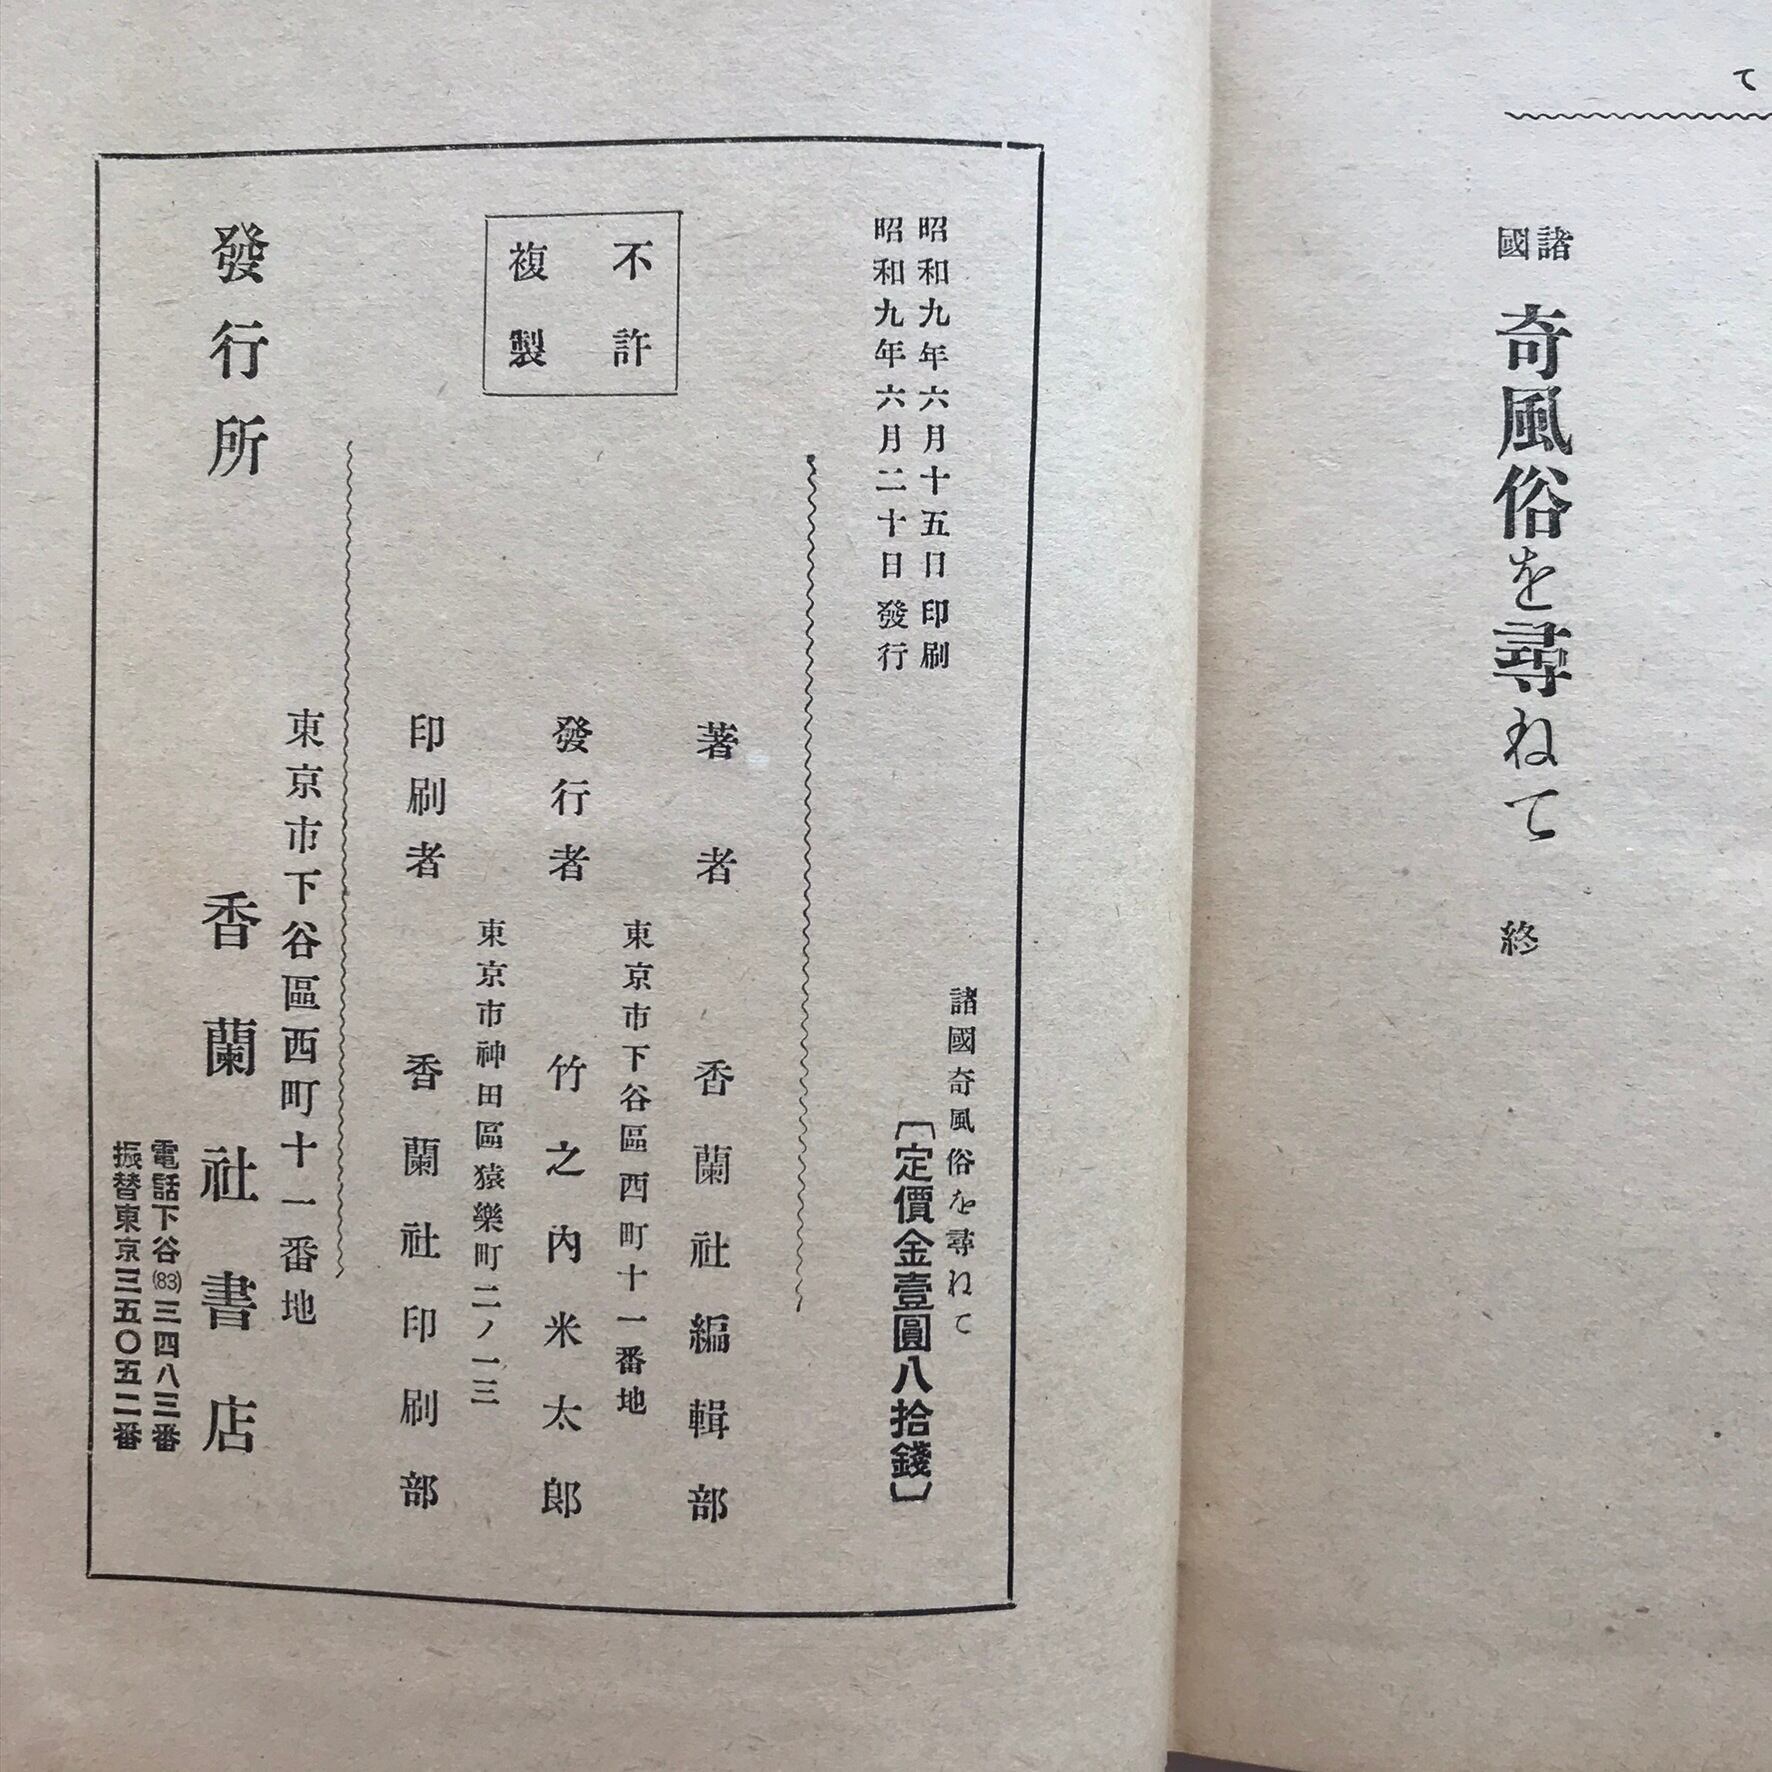 て
諸國
奇風俗を尋ねて 終
昭和九年六月十五日印刷
昭和九年六月二十日發行
諸國奇風俗を尋ねて
〔定價金壹圓八拾錢〕
不許
複製
著者 香蘭社編輯部
東京市下谷區西町十一番地
發行者 竹之內米太郎
東京市神田區猿樂町二ノ一三
印刷者 香蘭社印刷部
發行所
東京市下谷區西町十一番地
香蘭社書店
電話下谷(83)三四八三番
振替東京三五〇五二番